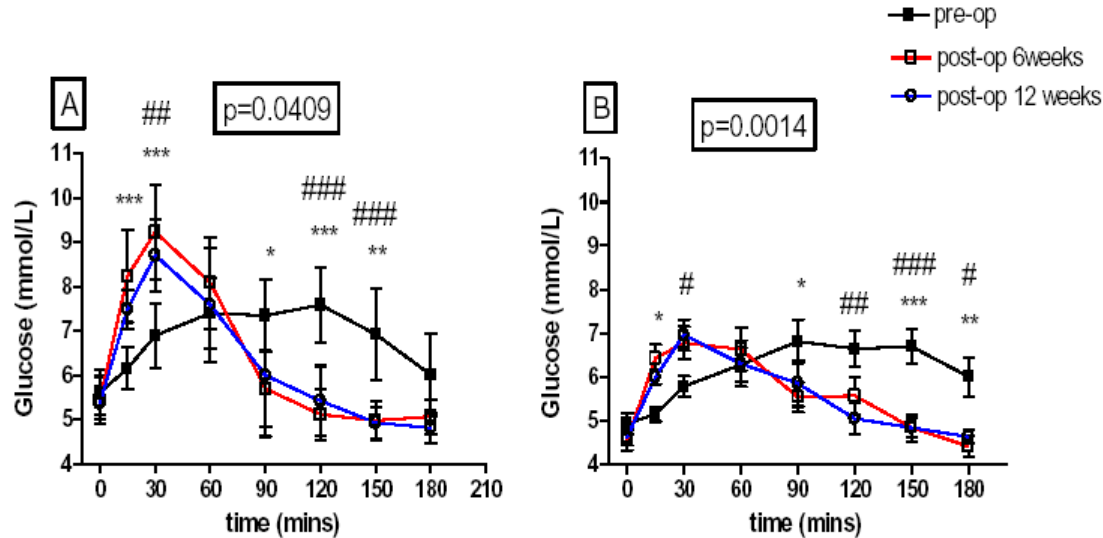 pre-op
post-op 6weeks
post-op 12 weeks
A
p=0.0409
##
***
***
###
***
###
**
*
11
10
9
8
7
6
5
4
Glucose (mmol/L)
0 30 60 90 120 150 180 210
time (mins)
B
p=0.0014
#
*
*
##
###
***
#
**
11
10
9
8
7
6
5
4
Glucose (mmol/L)
0 30 60 90 120 150 180
time (mins)